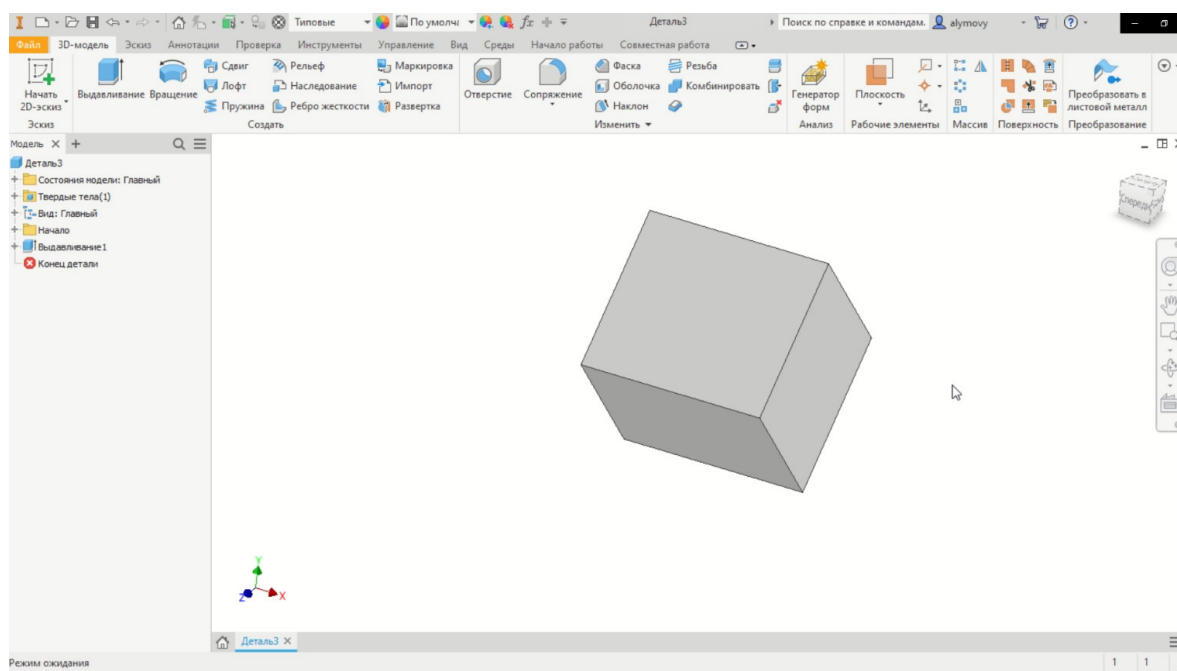 Типовые По умолч fx Деталь3 Поиск по справке и командам. alymovy
Файл 3D-модель Эскиз Аннотации Проверка Инструменты Управление Вид Среды Начало работы Совместная работа
Сдвиг Рельеф Маркировка Фаска Резьба
Начать 2D-эскиз Выдавливание Вращение Лофт Наследование Импорт Отверстие Сопряжение Оболочка Комбинировать Генератор форм Плоскость Преобразовать в листовой металл
Пружина Ребро жесткости Развертка Наклон
Эскиз Создать Изменить Анализ Рабочие элементы Массив Поверхность Преобразование
Модель
Деталь3
Состояния модели: Главный
Твердые тела(1)
Вид: Главный
Начало
Выдавливание1
Конец детали
Спереди
Y
Z X
Деталь3
Режим ожидания 1 1